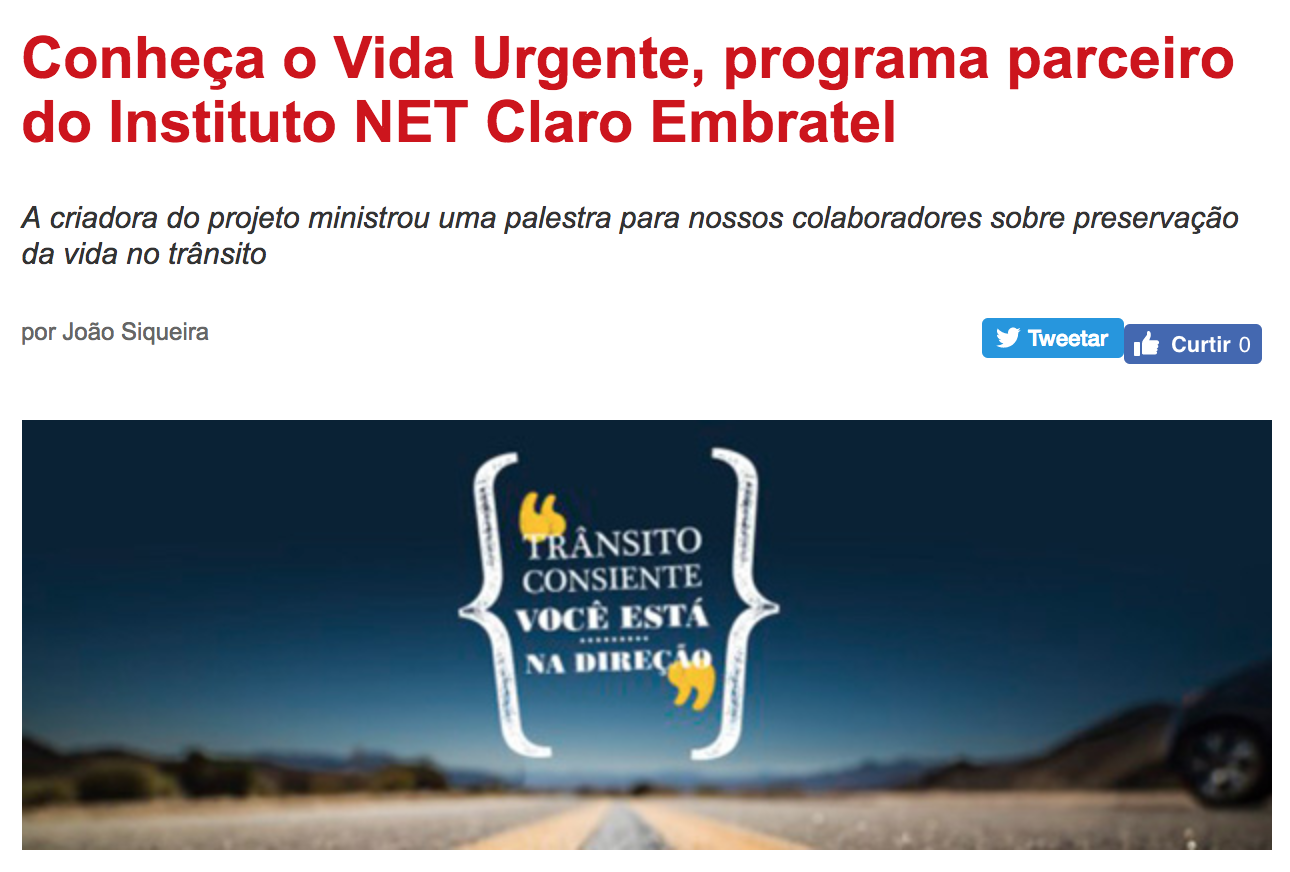 Conheça o Vida Urgente, programa parceiro
do Instituto NET Claro Embratel
A criadora do projeto ministrou uma palestra para nossos colaboradores sobre preservação
da vida no trânsito
por João Siqueira
Tweetar
Curtir 0
“TRÂNSITO
CONSIENTE
VOCÊ ESTÁ
NA DIREÇÃO”